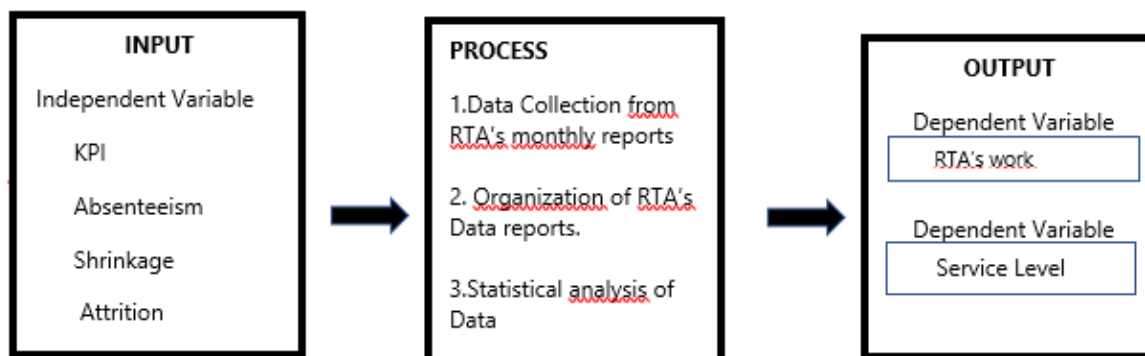 INPUT
Independent Variable
KPI
Absenteeism
Shrinkage
Attrition
PROCESS
1.Data Collection from
RTA's monthly reports
2. Organization of RTA's
Data reports.
3.Statistical analysis of
Data
OUTPUT
Dependent Variable
RTA's work
Dependent Variable
Service Level